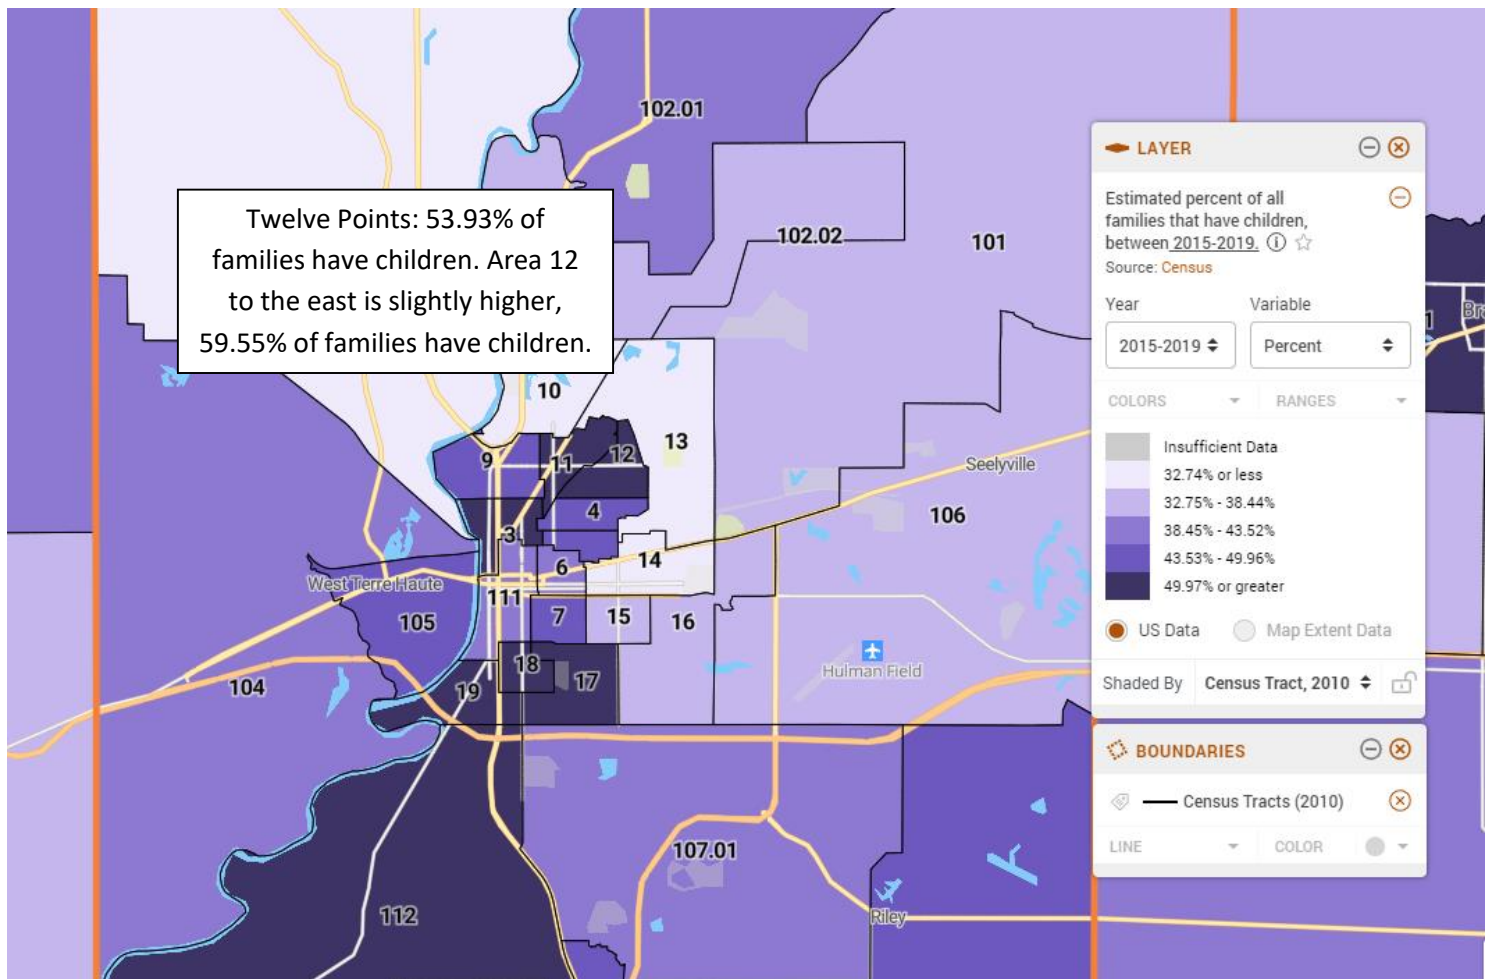 102.01
Twelve Points: 53.93% of
families have children. Area 12
to the east is slightly higher,
59.55% of families have children.
102.02
101
10
13
9
11
12
4
3
Seelyville
106
6
14
West Terre Haute
111
105
7
15
16
18
17
19
104
Hulman Field
107.01
112
Riley
1
LAYER
Estimated percent of all
families that have children,
between 2015-2019.
Source: Census
Year
Variable
2015-2019
Percent
COLORS
RANGES
Insufficient Data
32.74% or less
32.75% - 38.44%
38.45% - 43.52%
43.53% - 49.96%
49.97% or greater
US Data
Map Extent Data
Shaded By
Census Tract, 2010
BOUNDARIES
Census Tracts (2010)
LINE
COLOR